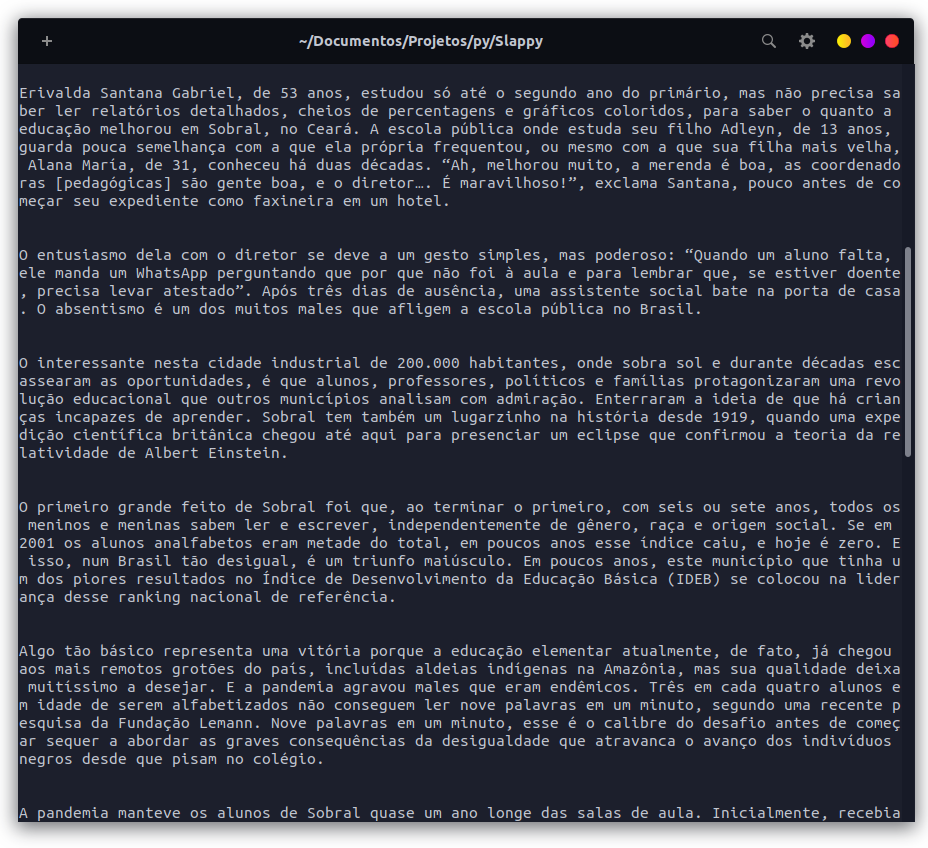 ~/Documentos/Projetos/py/Slappy
Erivalda Santana Gabriel, de 53 anos, estudou só até o segundo ano do primário, mas não precisa sa
ber ler relatórios detalhados, cheios de percentagens e gráficos coloridos, para saber o quanto a
educação melhorou em Sobral, no Ceará. A escola pública onde estuda seu filho Adleyn, de 13 anos,
guarda pouca semelhança com a que ela própria frequentou, ou mesmo com a que sua filha mais velha,
Alana Maria, de 31, conheceu há duas décadas. “Ah, melhorou muito, a merenda é boa, as coordenado
ras [pedagógicas] são gente boa, e o diretor…. É maravilhoso!”, exclama Santana, pouco antes de co
meçar seu expediente como faxineira em um hotel.
O entusiasmo dela com o diretor se deve a um gesto simples, mas poderoso: “Quando um aluno falta,
ele manda um WhatsApp perguntando que por que não foi à aula e para lembrar que, se estiver doente
, precisa levar atestado”. Após três dias de ausência, uma assistente social bate na porta de casa
. O absentismo é um dos muitos males que afligem a escola pública no Brasil.
O interessante nesta cidade industrial de 200.000 habitantes, onde sobra sol e durante décadas esc
assearam as oportunidades, é que alunos, professores, políticos e famílias protagonizaram uma revo
lução educacional que outros municípios analisam com admiração. Enterraram a ideia de que há crian
ças incapazes de aprender. Sobral tem também um lugarzinho na história desde 1919, quando uma expe
dição científica britânica chegou até aqui para presenciar um eclipse que confirmou a teoria da re
latividade de Albert Einstein.
O primeiro grande feito de Sobral foi que, ao terminar o primeiro, com seis ou sete anos, todos os
meninos e meninas sabem ler e escrever, independentemente de gênero, raça e origem social. Se em
2001 os alunos analfabetos eram metade do total, em poucos anos esse índice caiu, e hoje é zero. E
isso, num Brasil tão desigual, é um triunfo maiúsculo. Em poucos anos, este município que tinha u
m dos piores resultados no Índice de Desenvolvimento da Educação Básica (IDEB) se colocou na lider
ança desse ranking nacional de referência.
Algo tão básico representa uma vitória porque a educação elementar atualmente, de fato, já chegou
aos mais remotos grotões do país, incluídas aldeias indígenas na Amazônia, mas sua qualidade deixa
muitíssimo a desejar. E a pandemia agravou males que eram endêmicos. Três em cada quatro alunos e
m idade de serem alfabetizados não conseguem ler nove palavras em um minuto, segundo uma recente p
esquisa da Fundação Lemann. Nove palavras em um minuto, esse é o calibre do desafio antes de começ
ar sequer a abordar as graves consequências da desigualdade que atravanca o avanço dos indivíduos
negros desde que pisam no colégio.
A pandemia manteve os alunos de Sobral quase um ano longe das salas de aula. Inicialmente, recebia